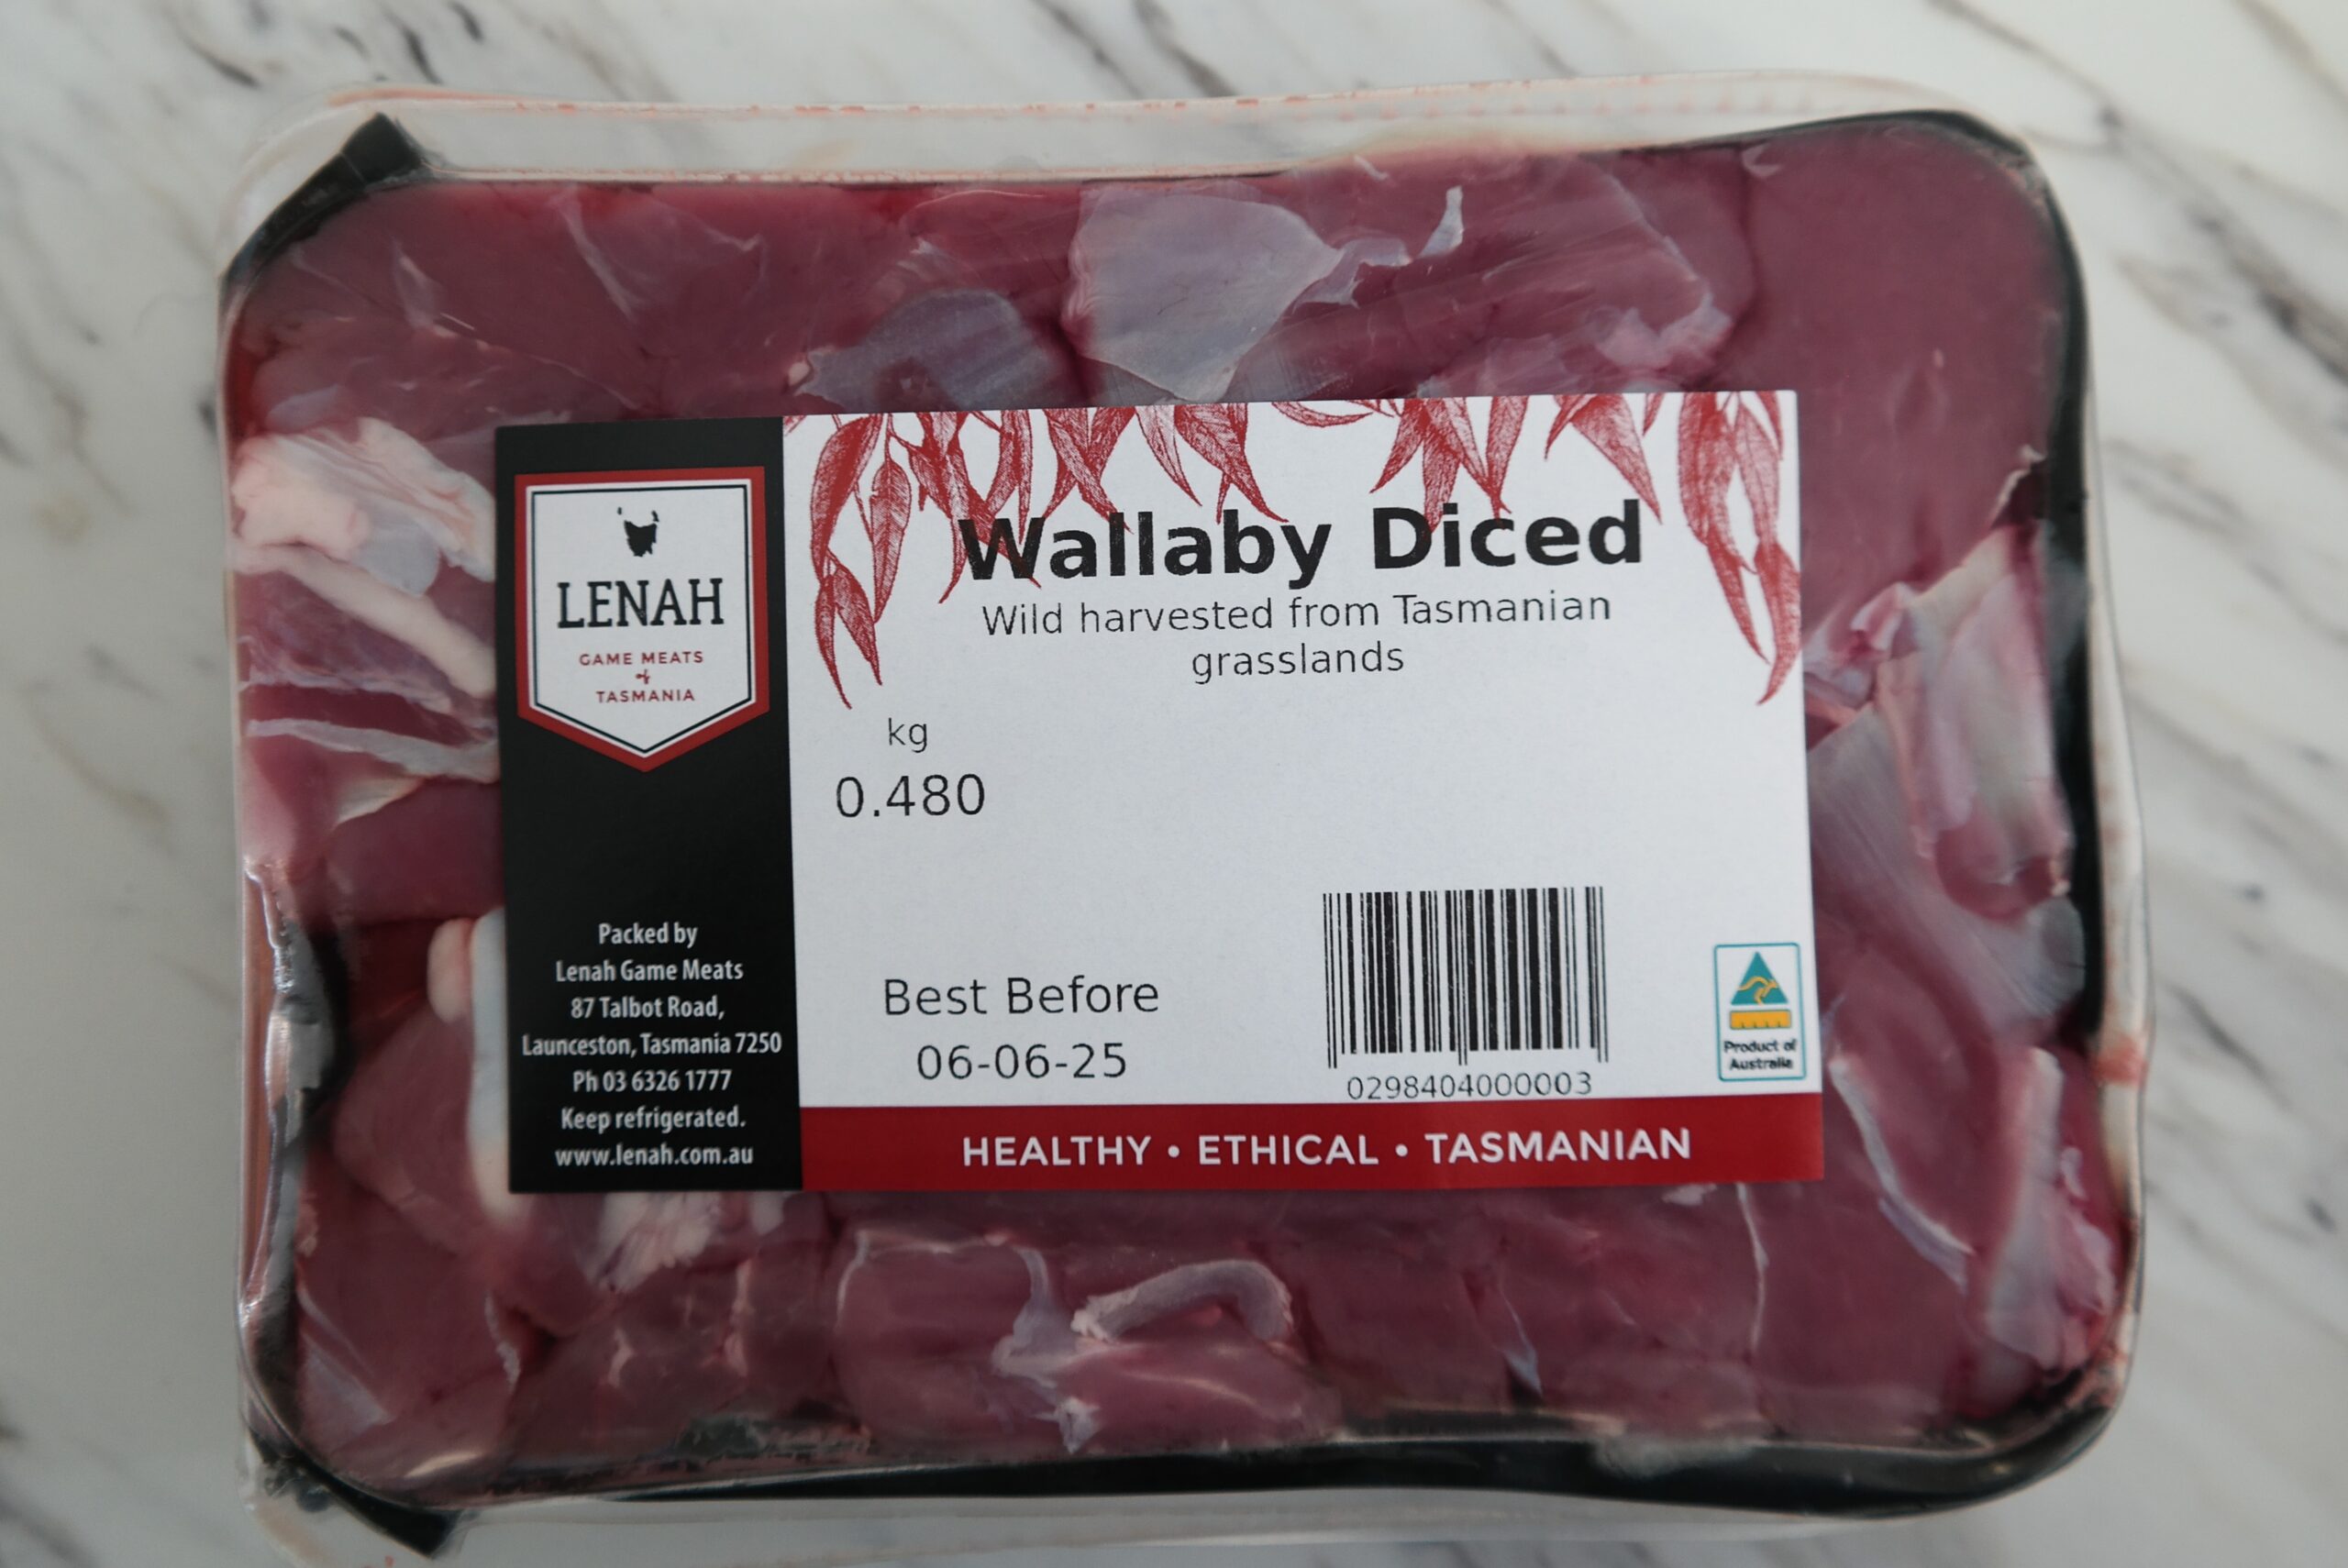 LENAH
GAME MEATS
of
TASMANIA
Packed by
Lenah Game Meats
87 Talbot Road,
Launceston, Tasmania 7250
Ph 03 6326 1777
Keep refrigerated.
www.lenah.com.au
Wallaby Diced
Wild harvested from Tasmanian
grasslands
kg
0.480
Best Before
06-06-25
0298404000003
Product of
Australia
HEALTHY • ETHICAL • TASMANIAN